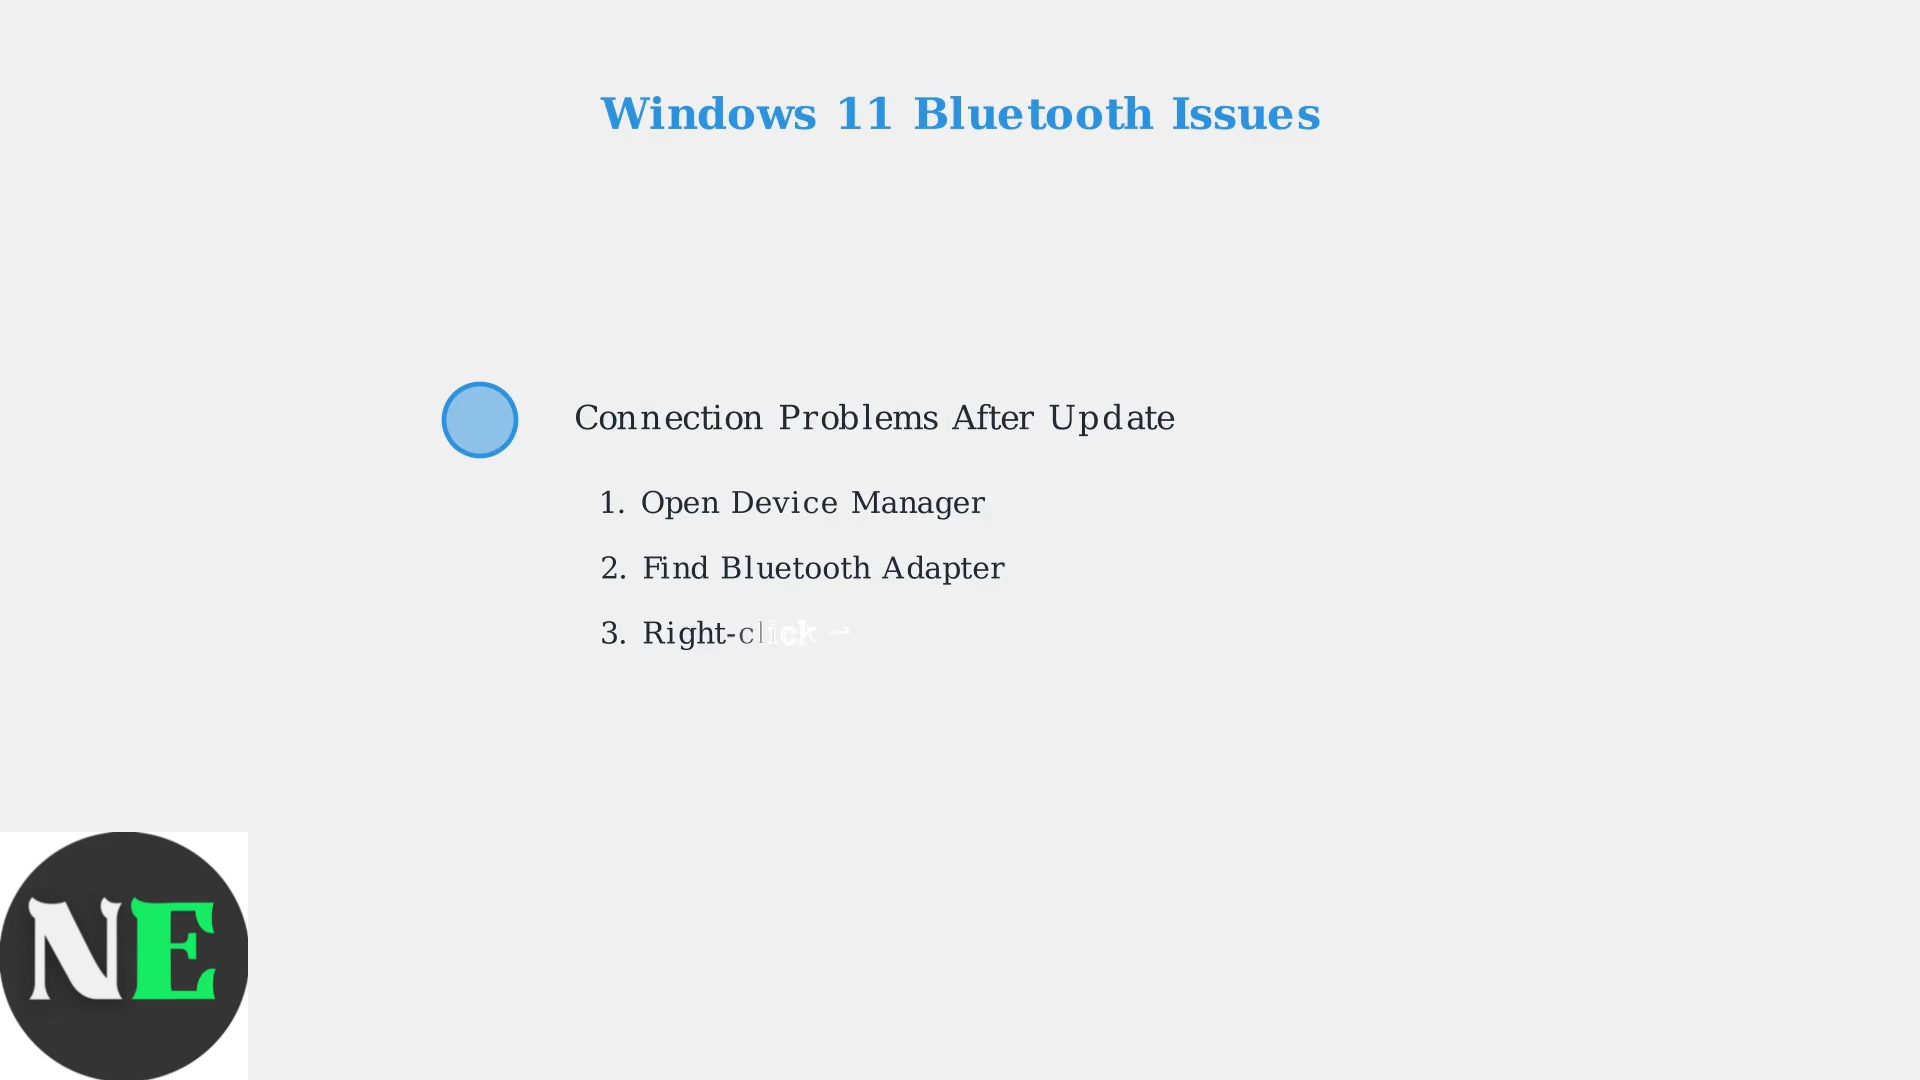 Windows 11 Bluetooth Issues
Connection Problems After Update
1. Open Device Manager
2. Find Bluetooth Adapter
3. Right-click →
NE